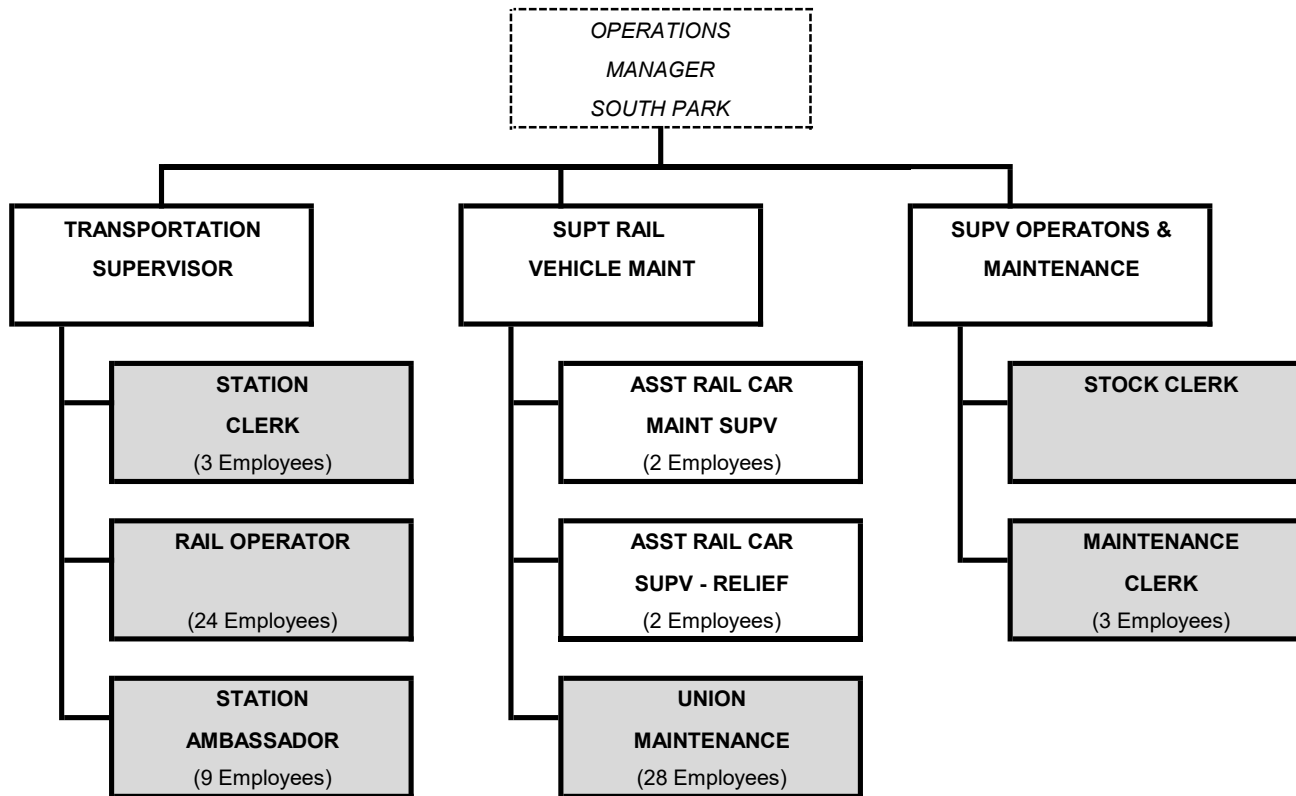 OPERATIONS
MANAGER
SOUTH PARK
TRANSPORTATION
SUPERVISOR
SUPT RAIL
VEHICLE MAINT
SUPV OPERATONS &
MAINTENANCE
STATION
CLERK
(3 Employees)
ASST RAIL CAR
MAINT SUPV
(2 Employees)
STOCK CLERK
RAIL OPERATOR
(24 Employees)
ASST RAIL CAR
SUPV - RELIEF
(2 Employees)
MAINTENANCE
CLERK
(3 Employees)
STATION
AMBASSADOR
(9 Employees)
UNION
MAINTENANCE
(28 Employees)